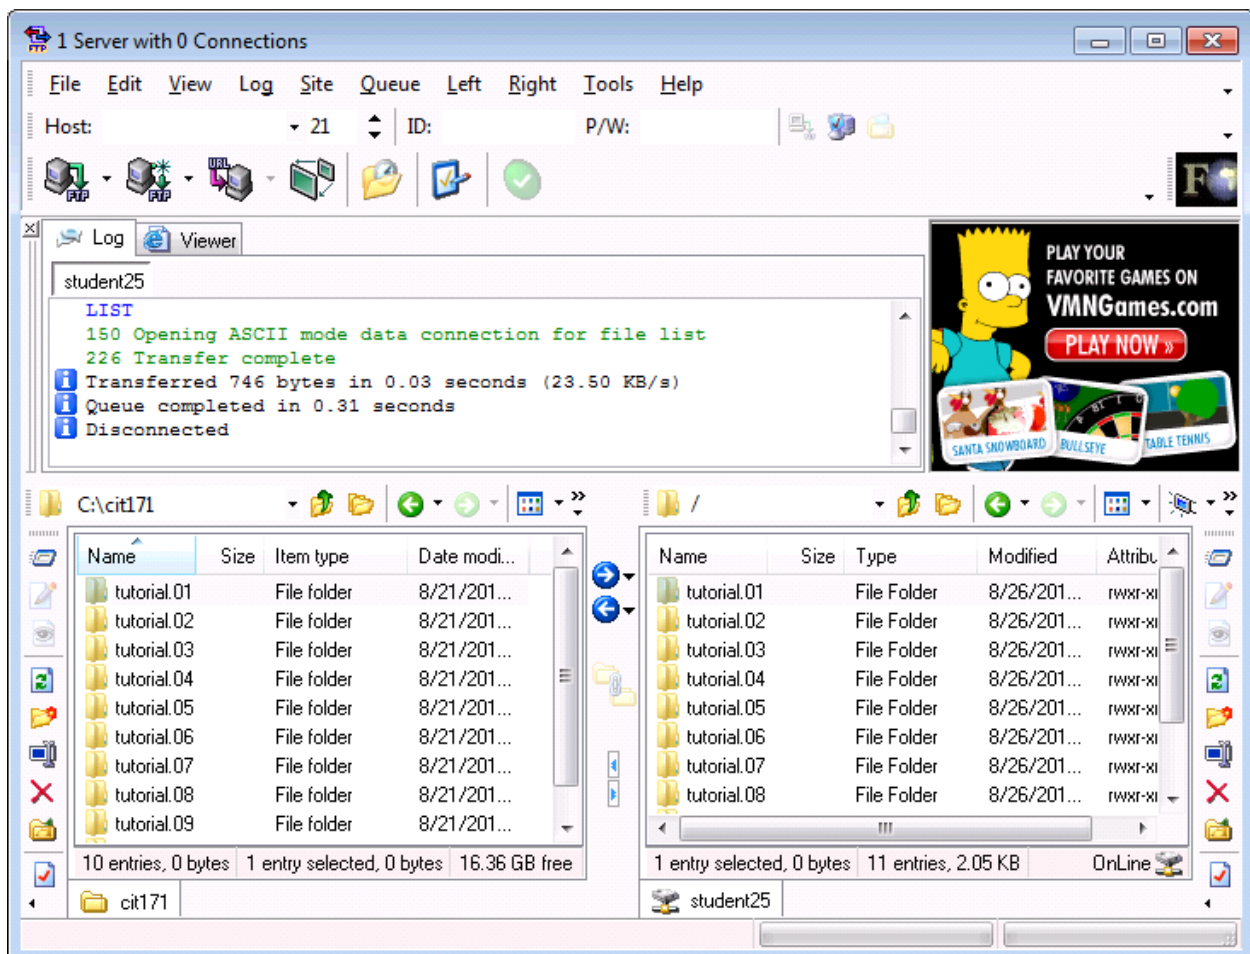 1 Server with 0 Connections
File Edit View Log Site Queue Left Right Tools Help
Host: 21 ID: P/W:
FTP FTP URL
Log Viewer
student25
LIST
150 Opening ASCII mode data connection for file list
226 Transfer complete
Transferred 746 bytes in 0.03 seconds (23.50 KB/s)
Queue completed in 0.31 seconds
Disconnected
PLAY YOUR
FAVORITE GAMES ON
VMNGames.com
PLAY NOW »
SANTA SNOWBOARD BULLSEYE TABLE TENNIS
C:\cit171
Name Size Item type Date modi...
tutorial.01 File folder 8/21/201...
tutorial.02 File folder 8/21/201...
tutorial.03 File folder 8/21/201...
tutorial.04 File folder 8/21/201...
tutorial.05 File folder 8/21/201...
tutorial.06 File folder 8/21/201...
tutorial.07 File folder 8/21/201...
tutorial.08 File folder 8/21/201...
tutorial.09 File folder 8/21/201...
10 entries, 0 bytes 1 entry selected, 0 bytes 16.36 GB free
cit171
/
Name Size Type Modified Attribu
tutorial.01 File Folder 8/26/201... rwxr-xr
tutorial.02 File Folder 8/26/201... rwxr-xr
tutorial.03 File Folder 8/26/201... rwxr-xr
tutorial.04 File Folder 8/26/201... rwxr-xr
tutorial.05 File Folder 8/26/201... rwxr-xr
tutorial.06 File Folder 8/26/201... rwxr-xr
tutorial.07 File Folder 8/26/201... rwxr-xr
tutorial.08 File Folder 8/26/201... rwxr-xr
1 entry selected, 0 bytes 11 entries, 2.05 KB OnLine
student25